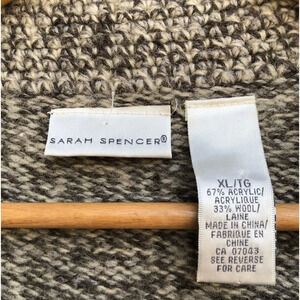 SARAH SPENCER®
XL/TG
67% ACRYLIC/
ACRYLIQUE
33% WOOL/
LAINE
MADE IN CHINA/
FABRIQUE EN
CHINE
CA 07043
SEE REVERSE
FOR CARE